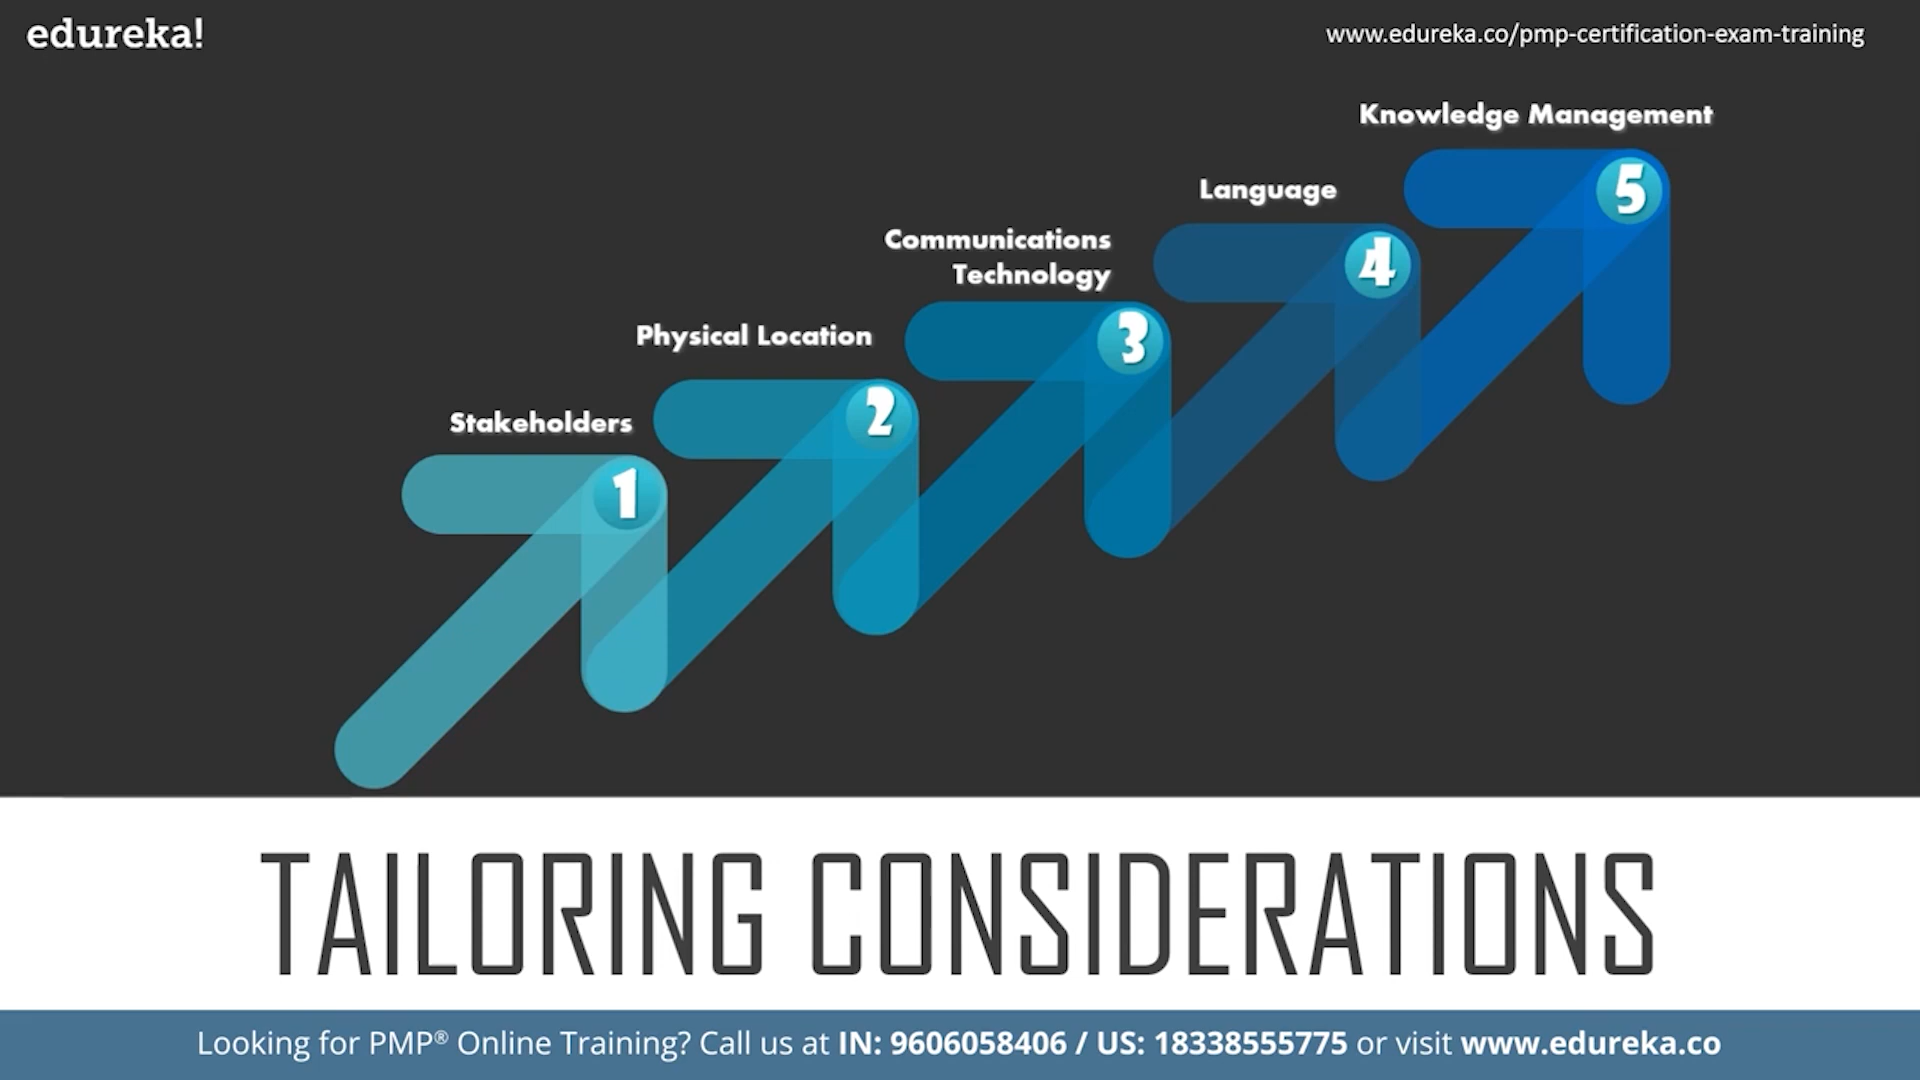 edureka!
www.edureka.co/pmp-certification-exam-training
Knowledge Management
5
Language
4
Communications
Technology
3
Physical Location
2
Stakeholders
1
TAILORING CONSIDERATIONS
Looking for PMP® Online Training? Call us at IN: 9606058406 / US: 18338555775 or visit www.edureka.co